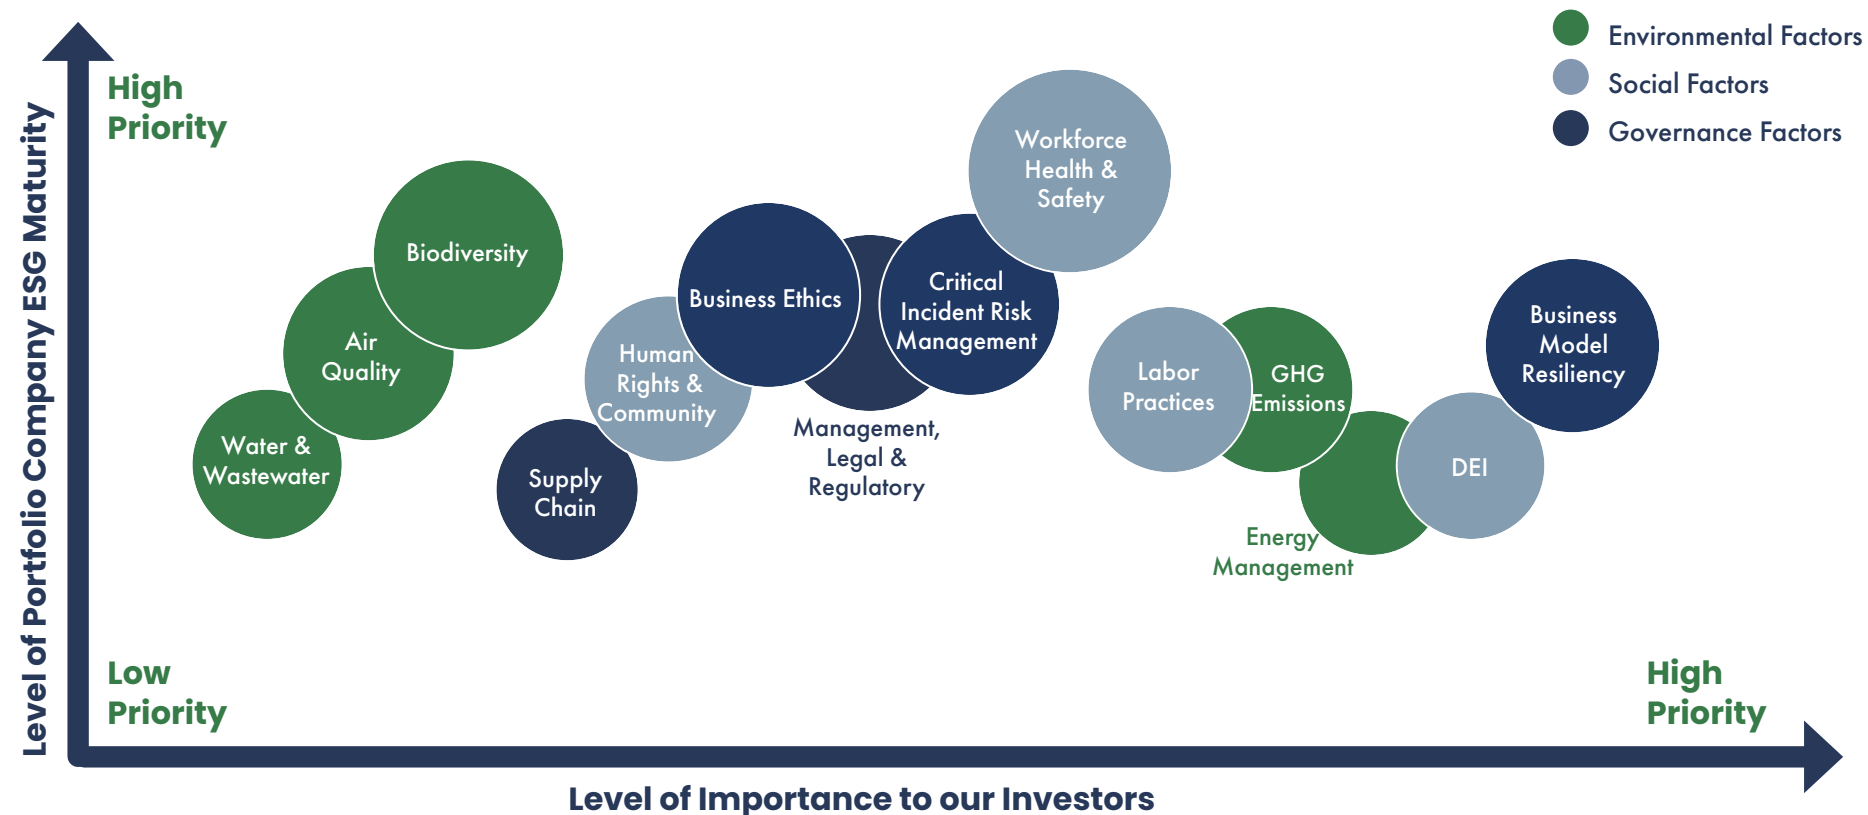 Environmental Factors
Social Factors
Governance Factors
Level of Portfolio Company ESG Maturity
High
Priority
Workforce
Health &
Safety
Biodiversity
Business Ethics
Critical
Incident Risk
Management
Business
Model
Resiliency
Air
Quality
Human
Rights &
Community
Labor
Practices
GHG
Emissions
Water &
Wastewater
Supply
Chain
Management,
Legal &
Regulatory
DEI
Energy
Management
Low
Priority
High
Priority
Level of Importance to our Investors